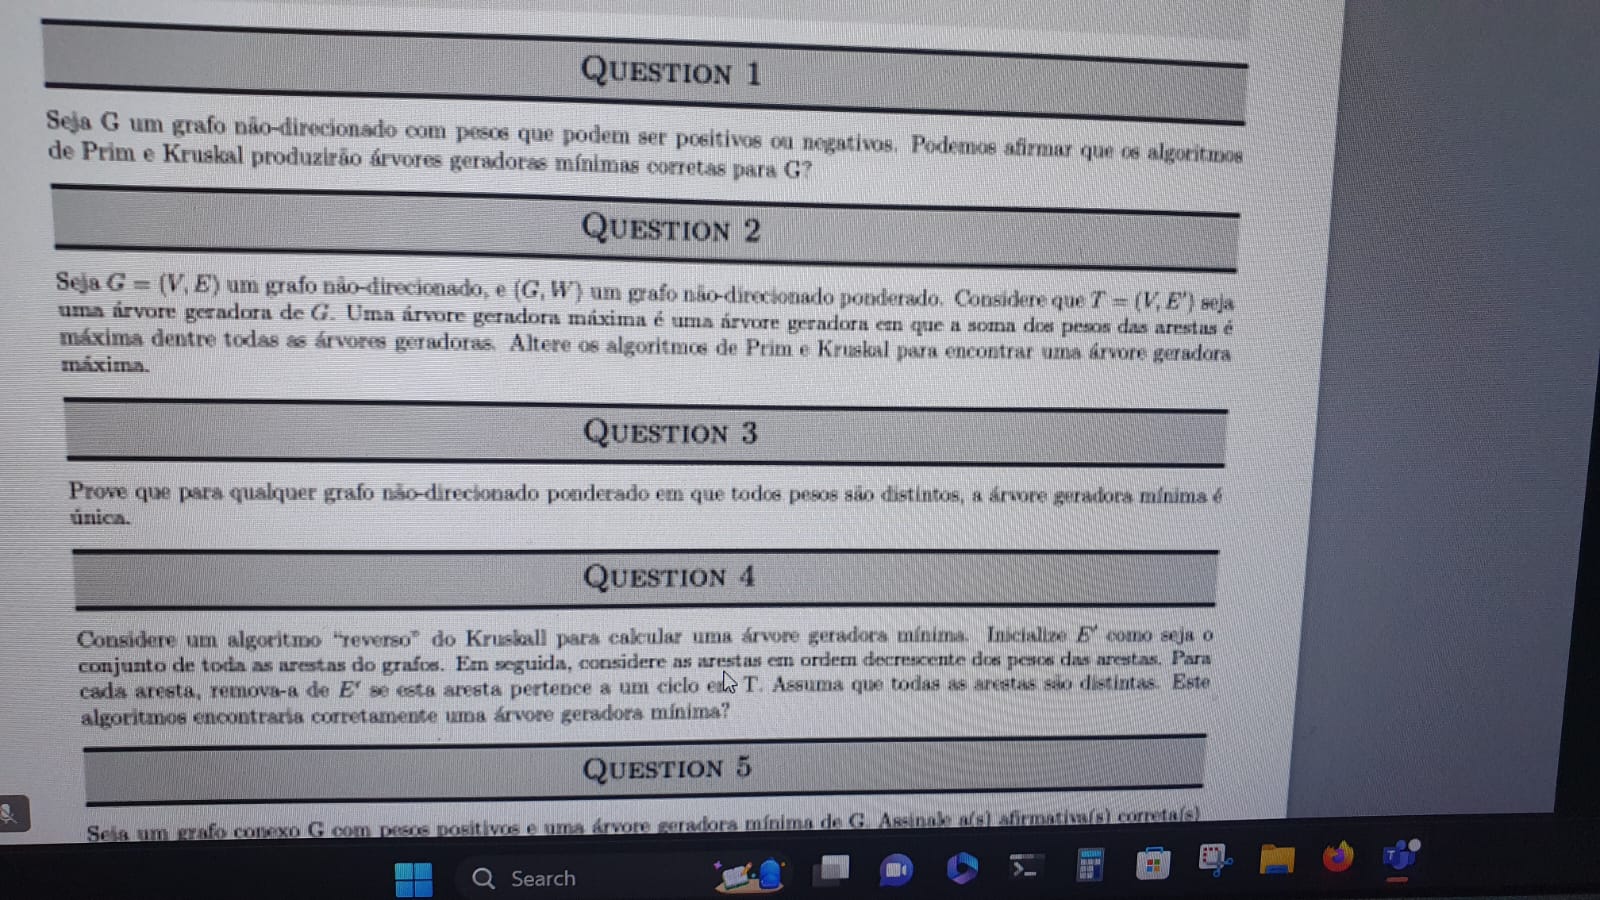 QUESTION 1
Seja G um grafo não-direcionado com pesos que podem ser positivos ou negativos. Podemos afirmar que os algoritmos
de Prim e Kruskal produzirão árvores geradoras mínimas corretas para G?
QUESTION 2
Seja G = (V, E) um grafo não-direcionado, e (G, W) um grafo não-direcionado ponderado. Considere que T = (V, E') seja
uma árvore geradora de G. Uma árvore geradora máxima é uma árvore geradora em que a soma dos pesos das arestas é
máxima dentre todas as árvores geradoras. Altere os algoritmos de Prim e Kruskal para encontrar uma árvore geradora
máxima.
QUESTION 3
Prove que para qualquer grafo não-direcionado ponderado em que todos pesos são distintos, a árvore geradora mínima é
única.
QUESTION 4
Considere um algoritmo “reverso” do Kruskall para calcular uma árvore geradora mínima. Inicialize E' como seja o
conjunto de toda as arestas do grafos. Em seguida, considere as arestas em ordem decrescente dos pesos das arestas. Para
cada aresta, remova-a de E' se esta aresta pertence a um ciclo em T. Assuma que todas as arestas são distintas. Este
algoritmos encontraria corretamente uma árvore geradora mínima?
QUESTION 5
Seja um grafo conexo G com pesos positivos e uma árvore geradora mínima de G. Assinale a(s) afirmativa(s) correta(s)
Search